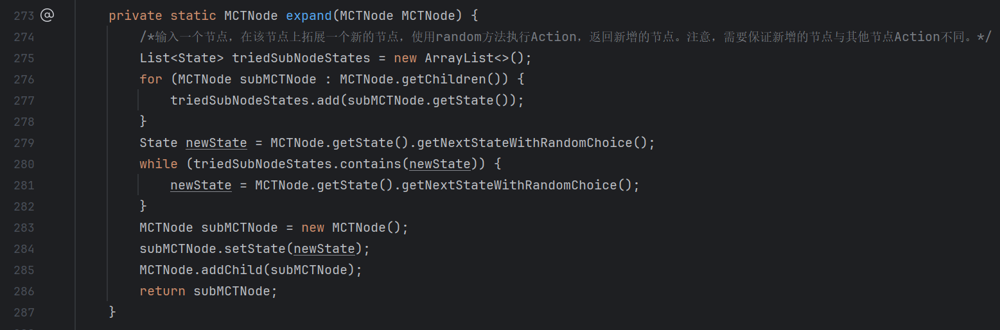 273 @ private static MCTNode expand(MCTNode MCTNode) {
274 /*输入一个节点，在该节点上拓展一个新的节点，使用random方法执行Action，返回新增的节点。注意，需要保证新增的节点与其他节点Action不同。*/
275 List<State> triedSubNodeStates = new ArrayList<>();
276 for (MCTNode subMCTNode : MCTNode.getChildren()) {
277 triedSubNodeStates.add(subMCTNode.getState());
278 }
279 State newState = MCTNode.getState().getNextStateWithRandomChoice();
280 while (triedSubNodeStates.contains(newState)) {
281 newState = MCTNode.getState().getNextStateWithRandomChoice();
282 }
283 MCTNode subMCTNode = new MCTNode();
284 subMCTNode.setState(newState);
285 MCTNode.addChild(subMCTNode);
286 return subMCTNode;
287 }